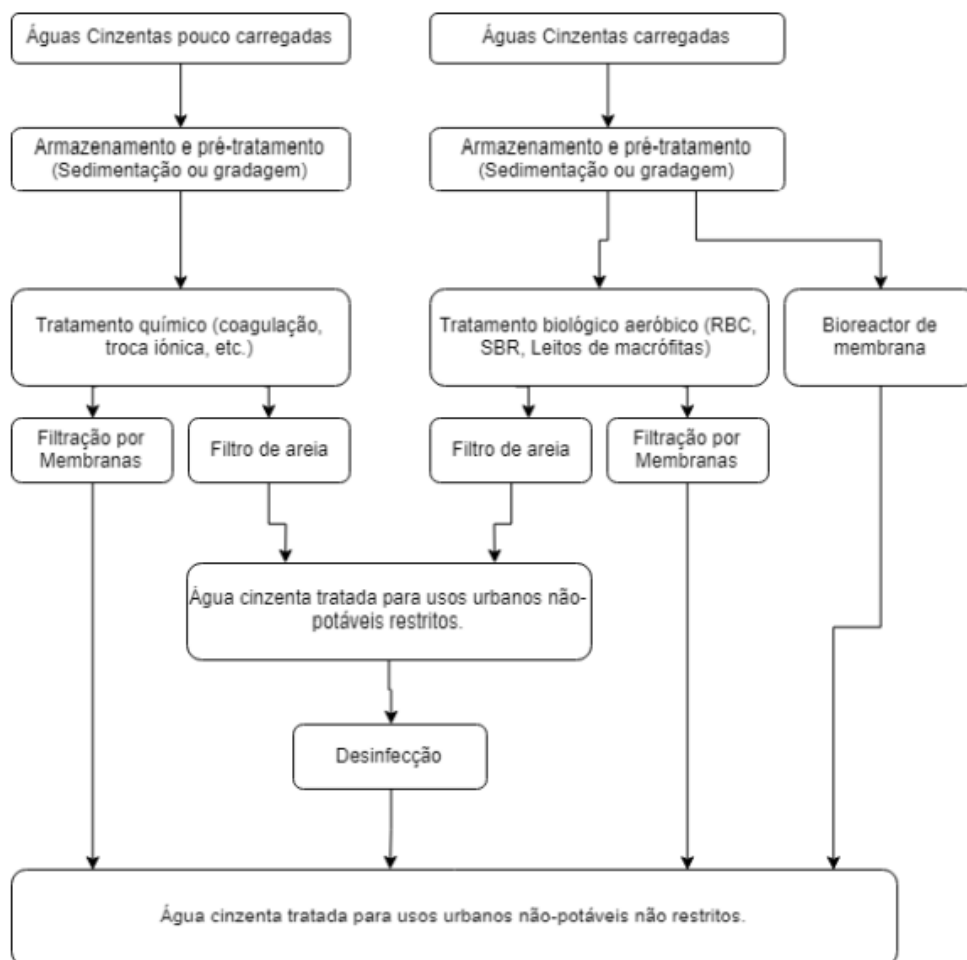 Águas Cinzentas pouco carregadas
Águas Cinzentas carregadas
Armazenamento e pré-tratamento
(Sedimentação ou gradagem)
Armazenamento e pré-tratamento
(Sedimentação ou gradagem)
Tratamento químico (coagulação,
troca iónica, etc.)
Tratamento biológico aeróbico (RBC,
SBR, Leitos de macrófitas)
Bioreactor de
membrana
Filtração por
Membranas
Filtro de areia
Filtro de areia
Filtração por
Membranas
Água cinzenta tratada para usos urbanos não-
potáveis restritos.
Desinfecção
Água cinzenta tratada para usos urbanos não-potáveis não restritos.